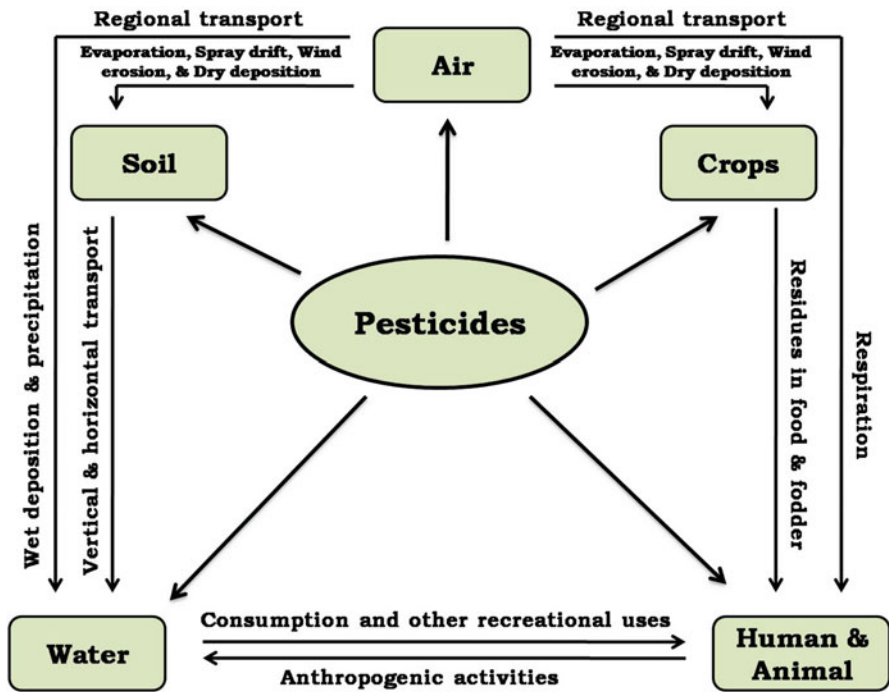 Regional transport
Regional transport
Evaporation, Spray drift, Wind
erosion, & Dry deposition
Air
Evaporation, Spray drift, Wind
erosion, & Dry deposition
Soil
Crops
Pesticides
Wet deposition & precipitation
Vertical & horizontal transport
Residues in food & fodder
Respiration
Water
Consumption and other recreational uses
Anthropogenic activities
Human &
Animal